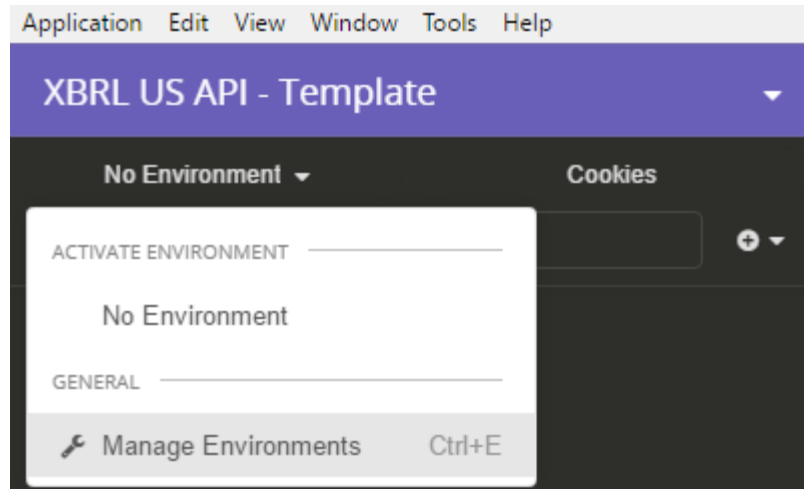 Application Edit View Window Tools Help
XBRL US API - Template
No Environment Cookies
ACTIVATE ENVIRONMENT
No Environment
GENERAL
Manage Environments Ctrl+E